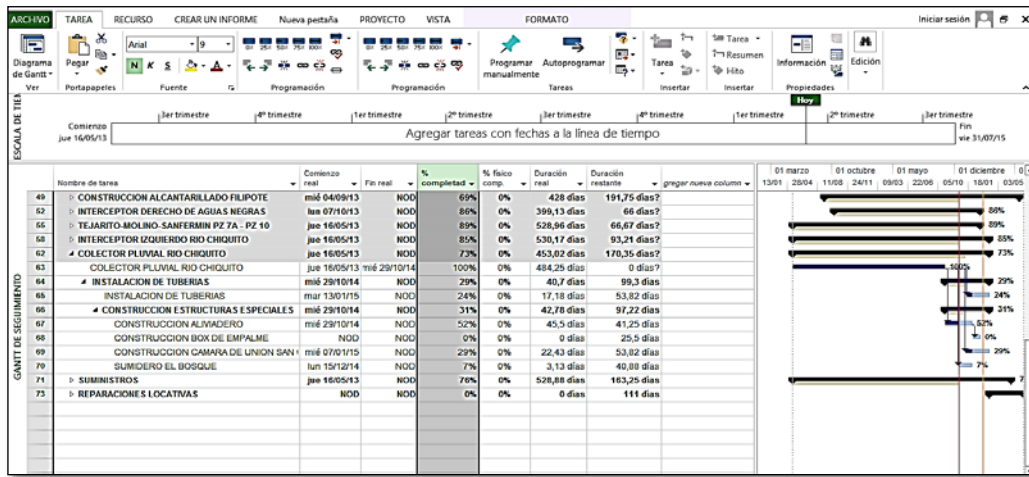 ARCHIVO TAREA RECURSO CREAR UN INFORME Nueva pestaña PROYECTO VISTA FORMATO Iniciar sesión
Arial 9
N K S A
0% 25% 50% 75% 100% 0% 25% 50% 75% 100%
Diagrama de Gantt Pegar Programar manualmente Autoprogramar Tarea Tarea Resumen Hito Información Edición
Ver Portapapeles Fuente Programación Programación Tareas Insertar Insertar Propiedades
Hoy
3er trimestre 4º trimestre 1er trimestre 2º trimestre 3er trimestre 4º trimestre 1er trimestre 2º trimestre 3er trimestre
Comienzo jue 16/05/13 Agregar tareas con fechas a la línea de tiempo Fin vie 31/07/15
ESCALA DE TIEM
Nombre de tarea Comienzo real Fin real % completad % físico comp. Duración real Duración restante gregar nueva column
01 marzo 01 octubre 01 mayo 01 diciembre 0
13/01 28/04 11/08 24/11 09/03 22/06 05/10 18/01 03/05
49 CONSTRUCCION ALCANTARILLADO FILIPOTE mié 04/09/13 NOD 69% 0% 428 días 191,75 días?
52 INTERCEPTOR DERECHO DE AGUAS NEGRAS lun 07/10/13 NOD 86% 0% 399,13 días 66 días? 86%
55 TEJARITO-MOLINO-SANFERMIN PZ 7A - PZ 10 jue 16/05/13 NOD 89% 0% 528,96 días 66,67 días? 89%
58 INTERCEPTOR IZQUIERDO RIO CHIQUITO jue 16/05/13 NOD 85% 0% 530,17 días 93,21 días? 85%
62 COLECTOR PLUVIAL RIO CHIQUITO jue 16/05/13 NOD 73% 0% 453,02 días 170,35 días? 73%
63 COLECTOR PLUVIAL RIO CHIQUITO jue 16/05/13 mié 29/10/14 100% 0% 484,25 días 0 días? 100%
64 INSTALACION DE TUBERIAS mié 29/10/14 NOD 29% 0% 40,7 días 99,3 días 29%
65 INSTALACION DE TUBERIAS mar 13/01/15 NOD 24% 0% 17,18 días 53,82 días 24%
66 CONSTRUCCION ESTRUCTURAS ESPECIALES mié 29/10/14 NOD 31% 0% 42,78 días 97,22 días 31%
67 CONSTRUCCION ALIVIADERO mié 29/10/14 NOD 52% 0% 45,5 días 41,25 días 52%
68 CONSTRUCCION BOX DE EMPALME NOD NOD 0% 0% 0 días 25,5 días 0%
69 CONSTRUCCION CAMARA DE UNION SAN mié 07/01/15 NOD 29% 0% 22,43 días 53,82 días 29%
70 SUMIDERO EL BOSQUE lun 15/12/14 NOD 7% 0% 3,13 días 40,88 días 7%
71 SUMINISTROS jue 16/05/13 NOD 76% 0% 528,88 días 163,25 días 7
73 REPARACIONES LOCATIVAS NOD NOD 0% 0% 0 días 111 días
GANTT DE SEGUIMIENTO